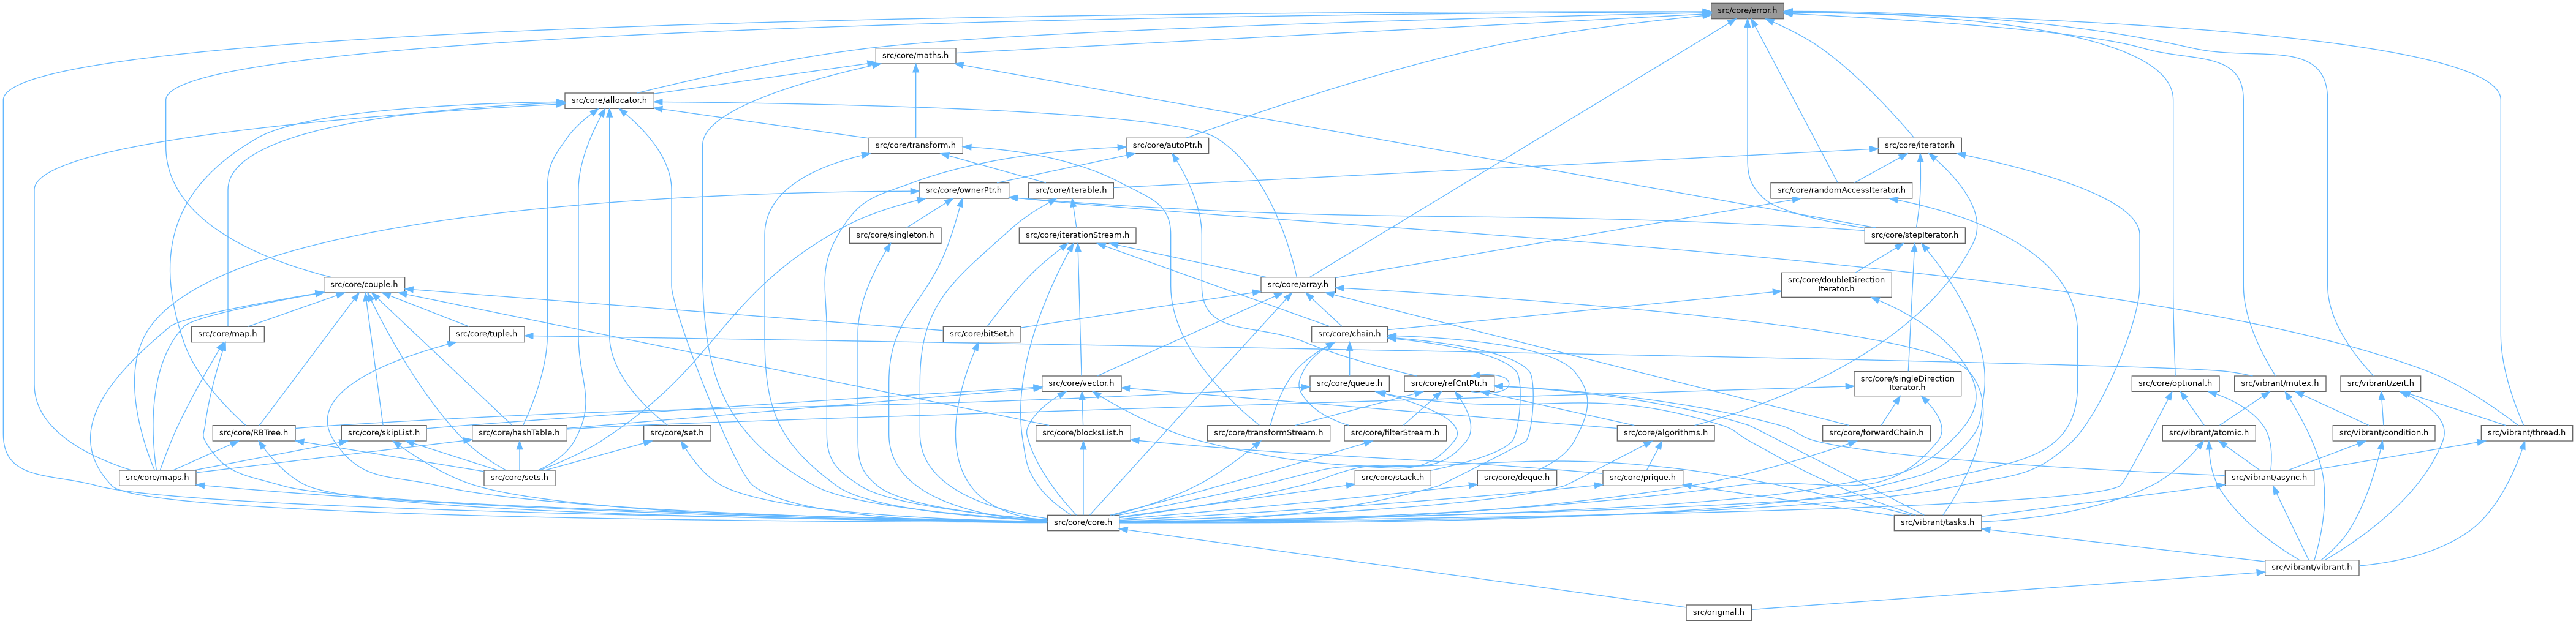 src/core/error.h
src/core/maths.h
src/core/allocator.h
src/core/transform.h
src/core/autoPtr.h
src/core/iterator.h
src/core/ownerPtr.h
src/core/iterable.h
src/core/randomAccessIterator.h
src/core/singleton.h
src/core/iterationStream.h
src/core/stepIterator.h
src/core/couple.h
src/core/array.h
src/core/doubleDirection
Iterator.h
src/core/map.h
src/core/tuple.h
src/core/bitSet.h
src/core/chain.h
src/core/vector.h
src/core/queue.h
src/core/refCntPtr.h
src/core/singleDirection
Iterator.h
src/core/optional.h
src/vibrant/mutex.h
src/vibrant/zeit.h
src/core/RBTree.h
src/core/skipList.h
src/core/hashTable.h
src/core/set.h
src/core/blocksList.h
src/core/transformStream.h
src/core/filterStream.h
src/core/algorithms.h
src/core/forwardChain.h
src/vibrant/atomic.h
src/vibrant/condition.h
src/vibrant/thread.h
src/core/maps.h
src/core/sets.h
src/core/stack.h
src/core/deque.h
src/core/prique.h
src/vibrant/async.h
src/core/core.h
src/vibrant/tasks.h
src/vibrant/vibrant.h
src/original.h